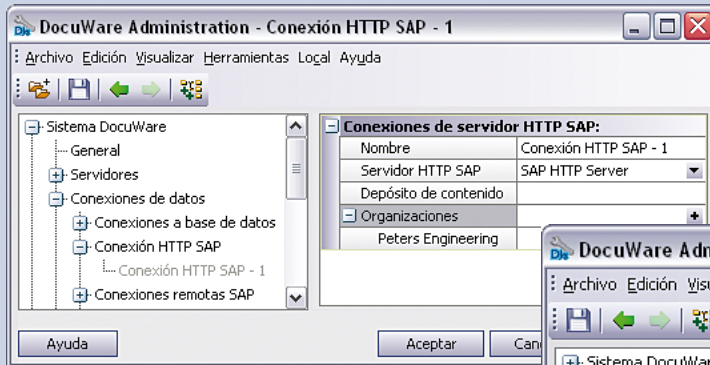 DocuWare Administration - Conexión HTTP SAP - 1
Archivo Edición Visualizar Herramientas Local Ayuda
Sistema DocuWare
General
Servidores
Conexiones de datos
Conexiones a base de datos
Conexión HTTP SAP
Conexión HTTP SAP - 1
Conexiones remotas SAP
Conexiones de servidor HTTP SAP:
Nombre Conexión HTTP SAP - 1
Servidor HTTP SAP SAP HTTP Server
Depósito de contenido
Organizaciones
Peters Engineering
Ayuda
Aceptar
Can
DocuWare Adm
Archivo Edición Visu
Sistema DocuWar